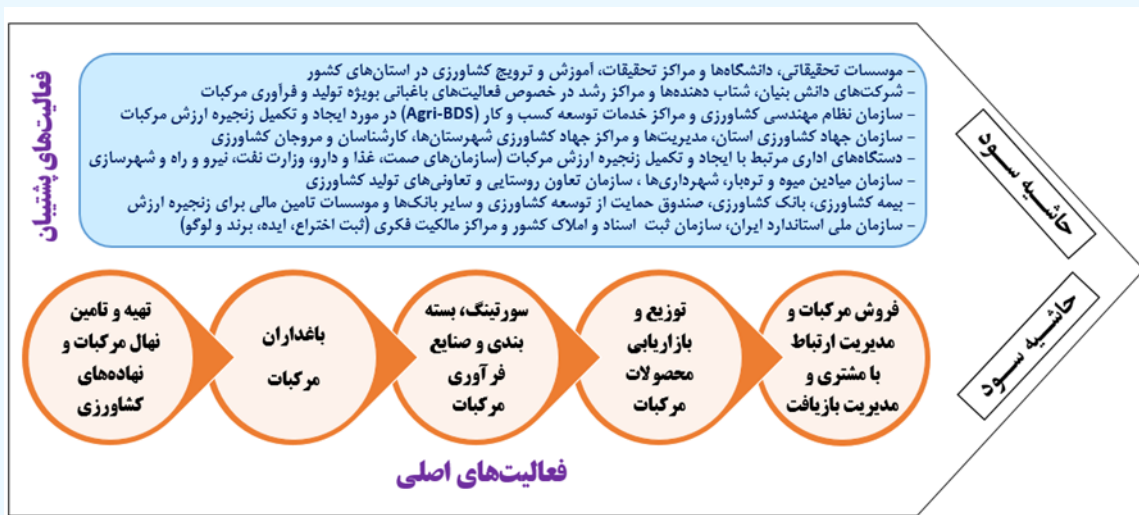 فعالیت‌های پشتیبان
- موسسات تحقیقاتی، دانشگاه‌ها و مراکز تحقیقات، آموزش و ترویج کشاورزی در استان‌های کشور
- شرکت‌های دانش بنیان، شتاب دهنده‌ها و مراکز رشد در خصوص فعالیت‌های باغبانی بویژه تولید و فرآوری مرکبات
- سازمان نظام مهندسی کشاورزی و مراکز خدمات توسعه کسب و کار (Agri-BDS) در مورد ایجاد و تکمیل زنجیره ارزش مرکبات
- سازمان جهاد کشاورزی استان، مدیریت‌ها و مراکز جهاد کشاورزی شهرستان‌ها، کارشناسان و مروجان کشاورزی
- دستگاه‌های اداری مرتبط با ایجاد و تکمیل زنجیره ارزش مرکبات (سازمان‌های صمت، غذا و دارو، وزارت نفت، نیرو و راه و شهرسازی
- سازمان میادین میوه و تره‌بار، شهرداری‌ها ، سازمان تعاون روستایی و تعاونی‌های تولید کشاورزی
- بیمه کشاورزی، بانک کشاورزی، صندوق حمایت از توسعه کشاورزی و سایر بانک‌ها و موسسات تامین مالی برای زنجیره ارزش
- سازمان ملی استاندارد ایران، سازمان ثبت اسناد و املاک کشور و مراکز مالکیت فکری (ثبت اختراع، ایده، برند و لوگو)
حاشیه سود
حاشیه سود
تهیه و تامین
نهال مرکبات و
نهاده‌های
کشاورزی
باغداران
مرکبات
سورتینگ، بسته
بندی و صنایع
فرآوری
مرکبات
توزیع و
بازاریابی
محصولات
مرکبات
فروش مرکبات و
مدیریت ارتباط
با مشتری و
مدیریت بازیافت
فعالیت‌های اصلی